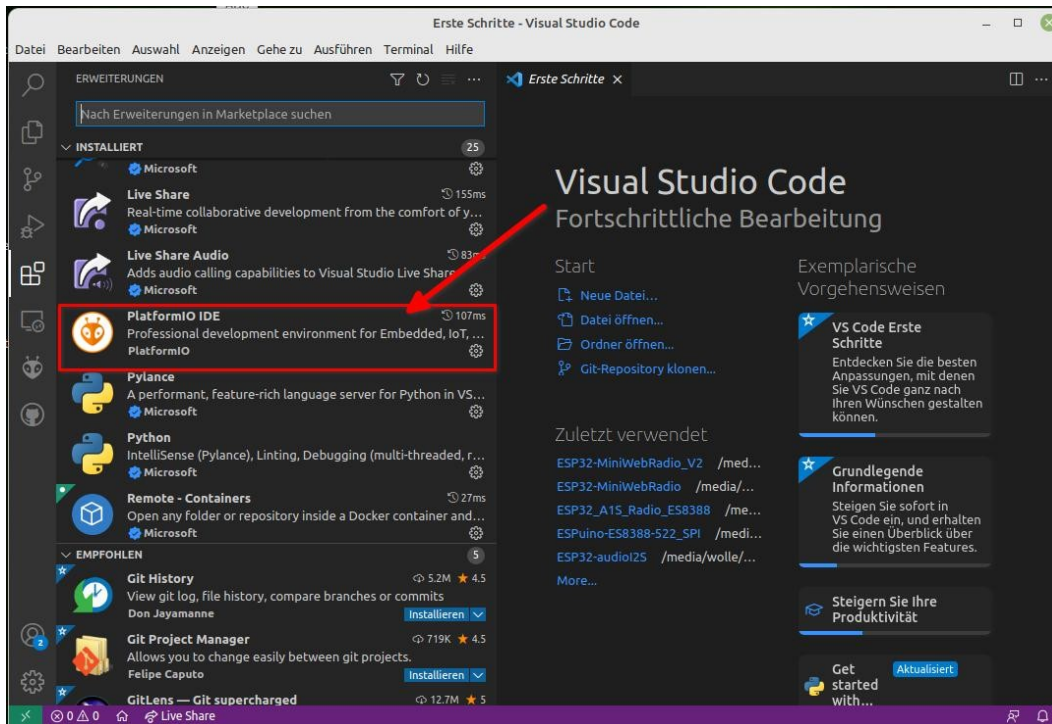 Erste Schritte - Visual Studio Code
Datei Bearbeiten Auswahl Anzeigen Gehe zu Ausführen Terminal Hilfe
ERWEITERUNGEN
Nach Erweiterungen in Marketplace suchen
INSTALLIERT 25
Microsoft
Live Share 155ms
Real-time collaborative development from the comfort of y...
Microsoft
Live Share Audio 83ms
Adds audio calling capabilities to Visual Studio Live Share
Microsoft
PlatformIO IDE 107ms
Professional development environment for Embedded, IoT, ...
PlatformIO
Pylance
A performant, feature-rich language server for Python in VS...
Microsoft
Python
IntelliSense (Pylance), Linting, Debugging (multi-threaded, r...
Microsoft
Remote - Containers 27ms
Open any folder or repository inside a Docker container and...
Microsoft
EMPFOHLEN 5
Git History 5.2M 4.5
View git log, file history, compare branches or commits
Don Jayamanne Installieren
Git Project Manager 719K 4.5
Allows you to change easily between git projects.
Felipe Caputo Installieren
GitLens — Git supercharged 12.7M 5
Erste Schritte
Visual Studio Code
Fortschrittliche Bearbeitung
Start
Neue Datei...
Datei öffnen...
Ordner öffnen...
Git-Repository klonen...
Zuletzt verwendet
ESP32-MiniWebRadio_V2 /med...
ESP32-MiniWebRadio /media/...
ESP32_A1S_Radio_ES8388 /me...
ESPuino-ES8388-522_SPI /medi...
ESP32-audioI2S /media/wolle/...
More...
Exemplarische
Vorgehensweisen
VS Code Erste
Schritte
Entdecken Sie die besten
Anpassungen, mit denen
Sie VS Code ganz nach
Ihren Wünschen gestalten
können.
Grundlegende
Informationen
Steigen Sie sofort in
VS Code ein, und erhalten
Sie einen Überblick über
die wichtigsten Features.
Steigern Sie Ihre
Produktivität
Get Aktualisiert
started
with...
2
0 0 Live Share